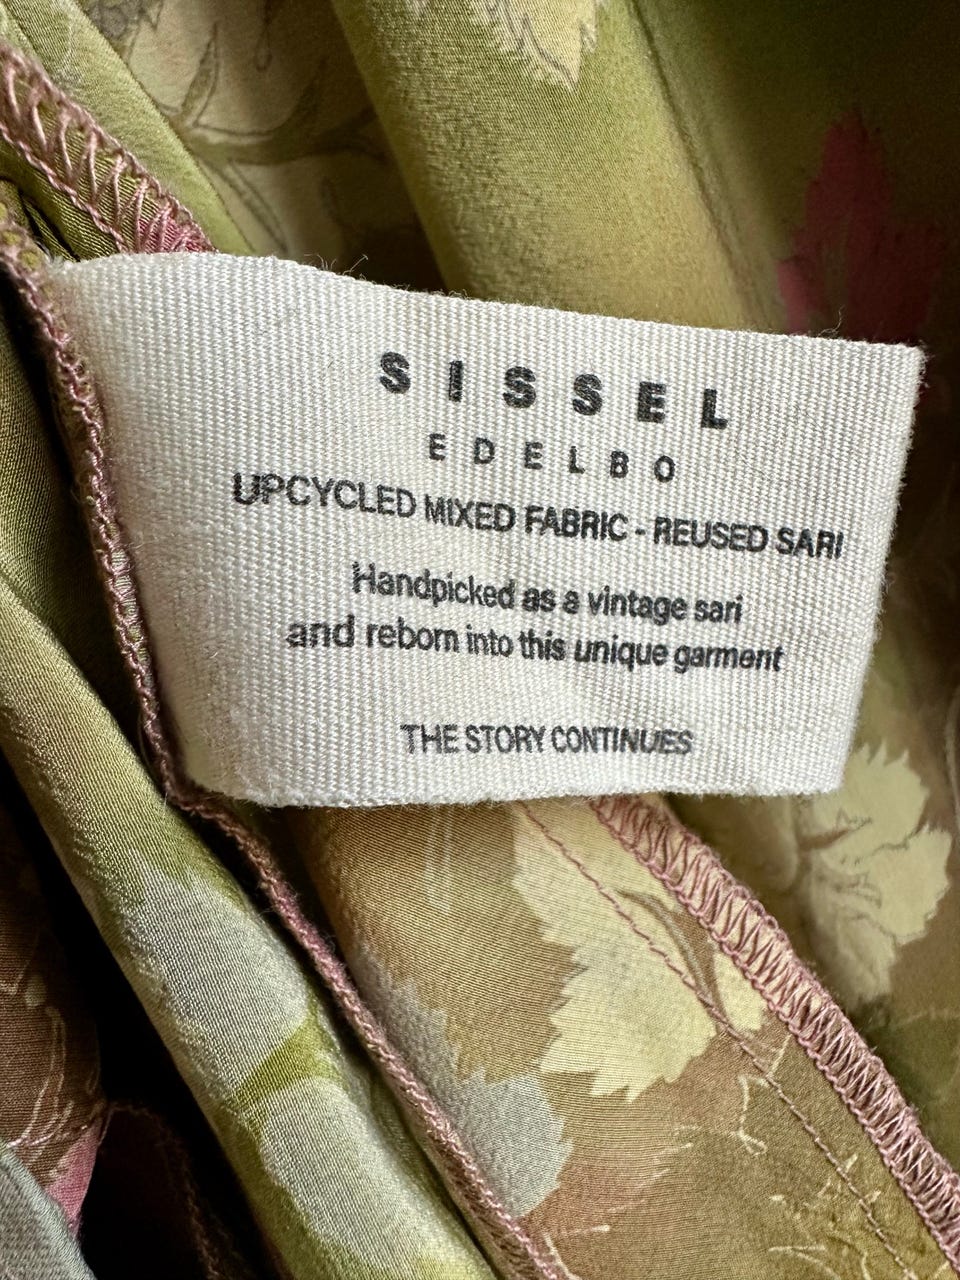 SISSEL
EDELBO
UPCYCLED MIXED FABRIC - REUSED SARI
Handpicked as a vintage sari
and reborn into this unique garment
THE STORY CONTINUES